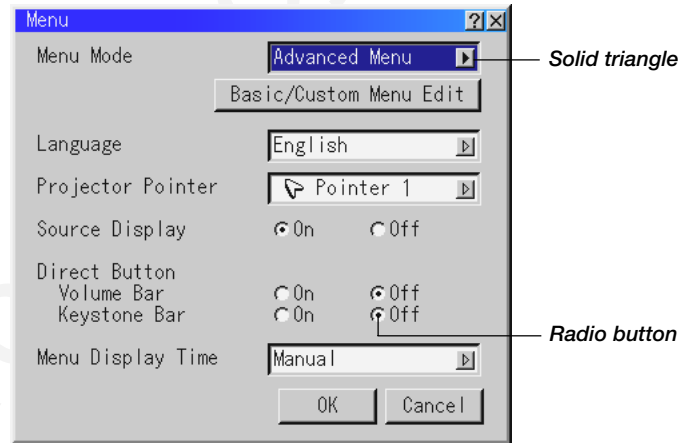 Menu
Menu Mode Advanced Menu Solid triangle
Basic/Custom Menu Edit
Language English
Projector Pointer Pointer 1
Source Display On Off
Direct Button
Volume Bar On Off
Keystone Bar On Off
Radio button
Menu Display Time Manual
OK Cancel